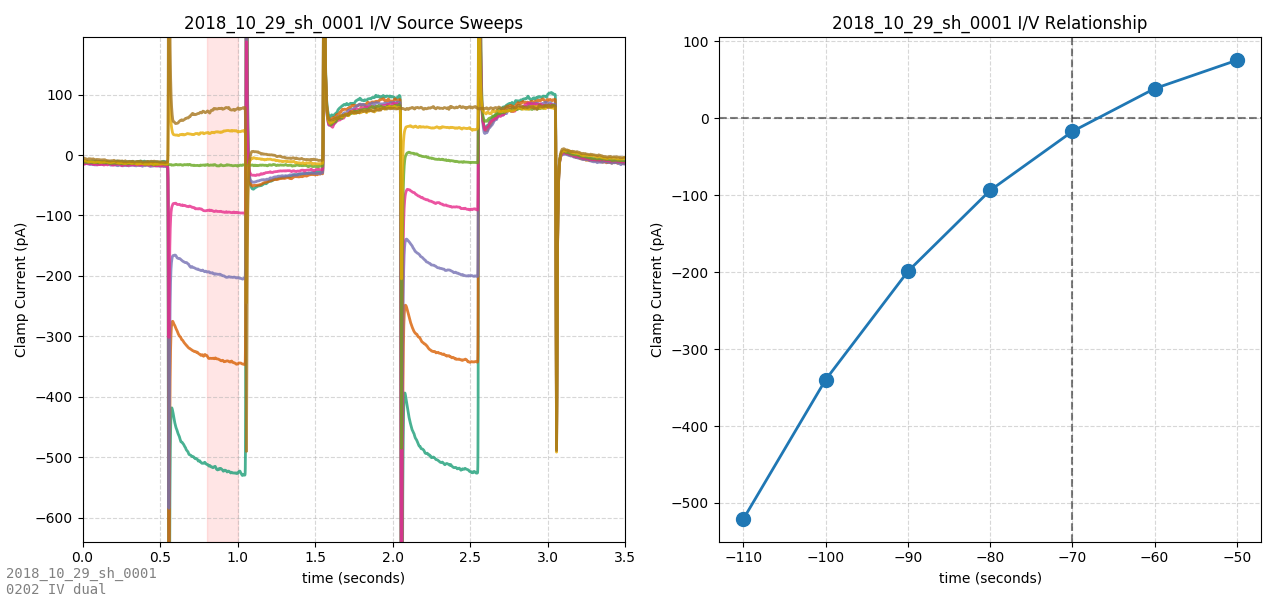 2018_10_29_sh_0001 I/V Source Sweeps
Clamp Current (pA)
100
0
−100
−200
−300
−400
−500
−600
0.0 0.5 1.0 1.5 2.0 2.5 3.0 3.5
time (seconds)
2018_10_29_sh_0001
0202 IV dual
2018_10_29_sh_0001 I/V Relationship
Clamp Current (pA)
100
0
−100
−200
−300
−400
−500
−110 −100 −90 −80 −70 −60 −50
time (seconds)